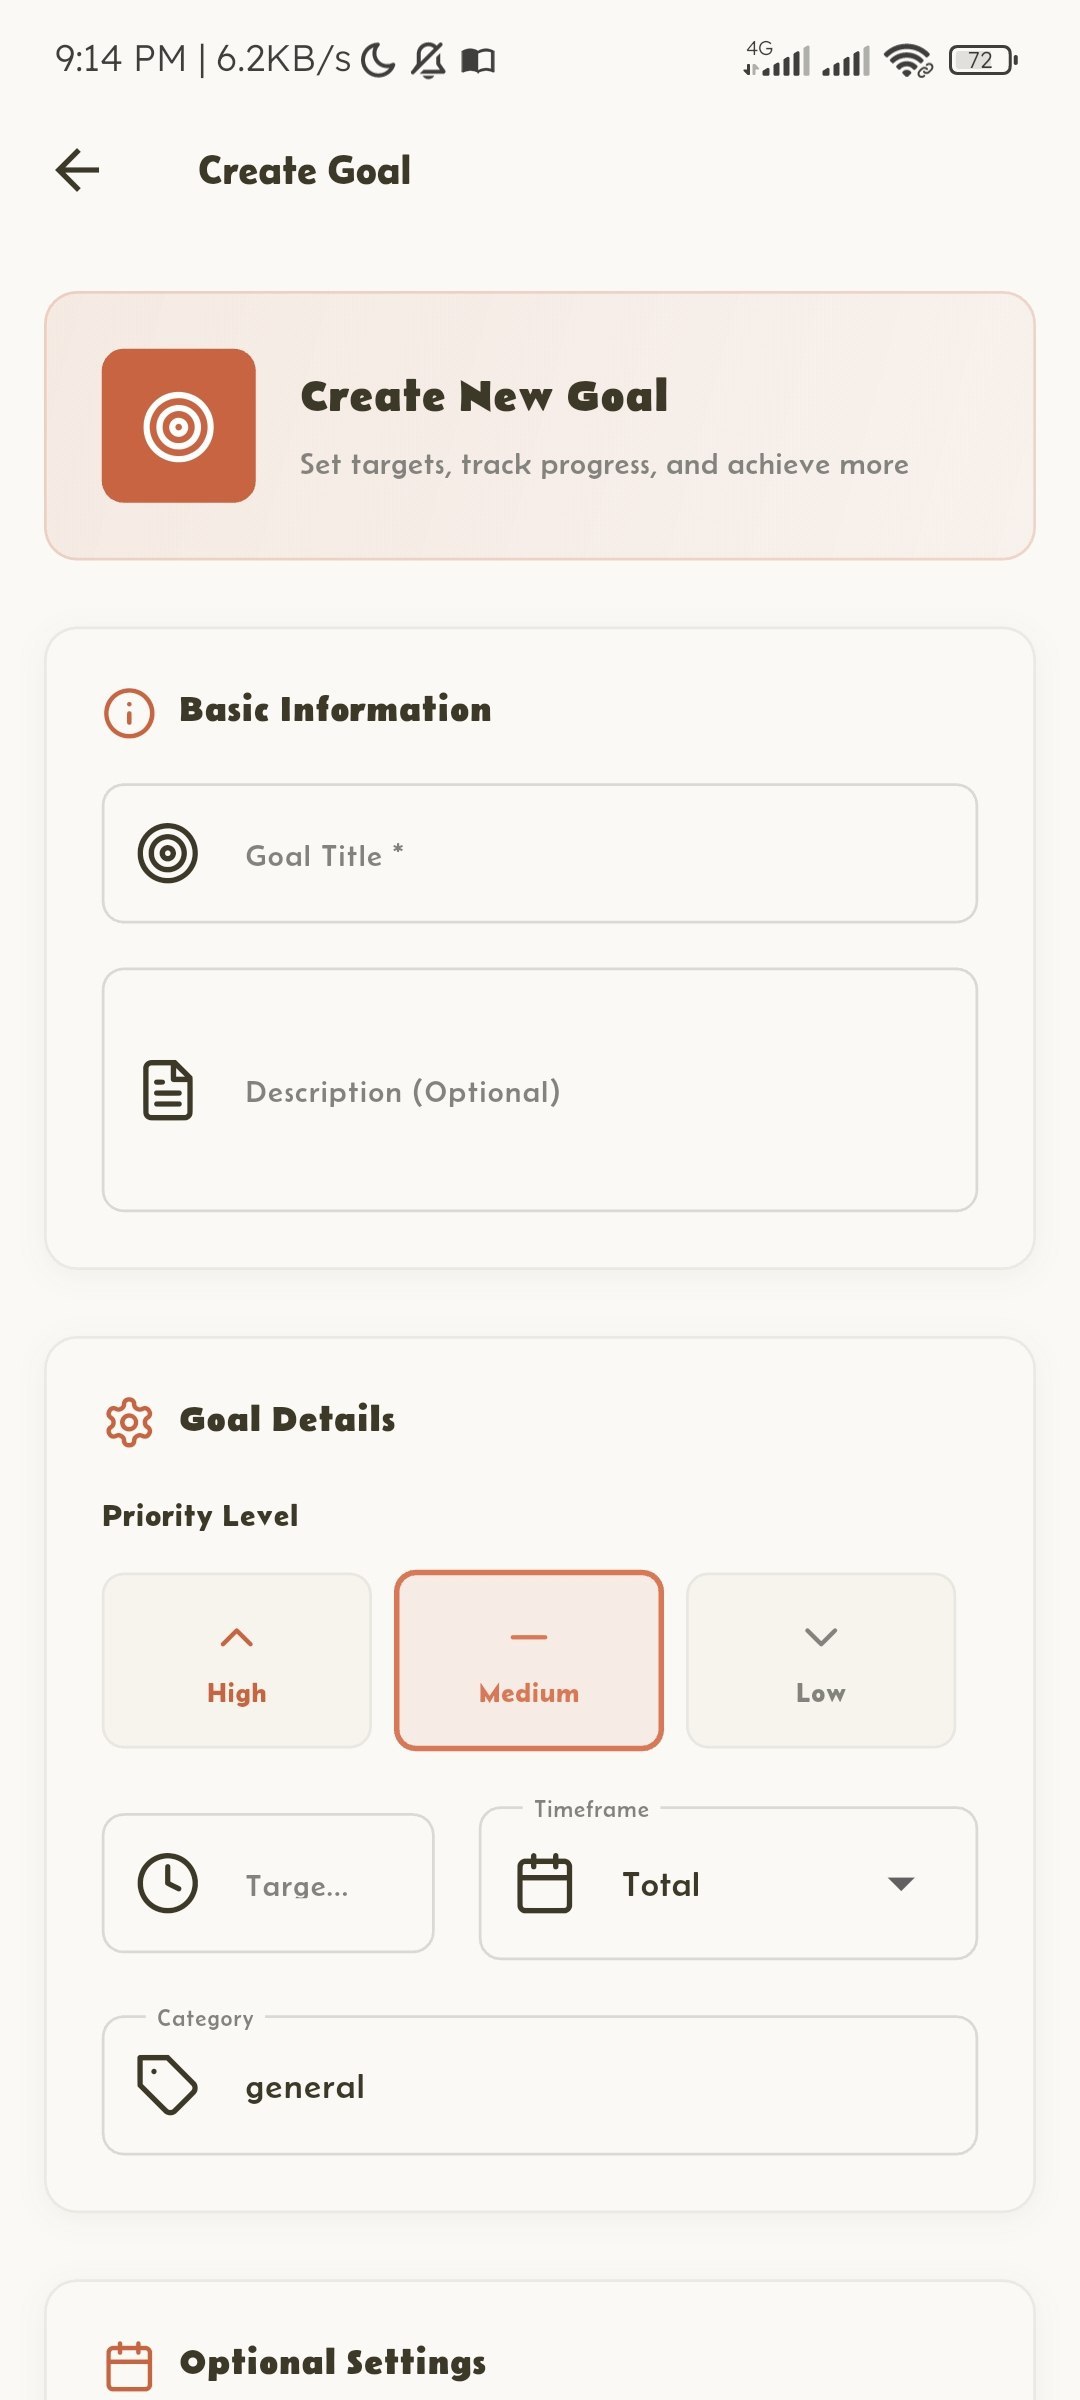 9:14 PM | 6.2KB/s 4G 72
Create Goal
Create New Goal
Set targets, track progress, and achieve more
Basic Information
Goal Title *
Description (Optional)
Goal Details
Priority Level
High Medium Low
Timeframe
Targe... Total
Category
general
Optional Settings